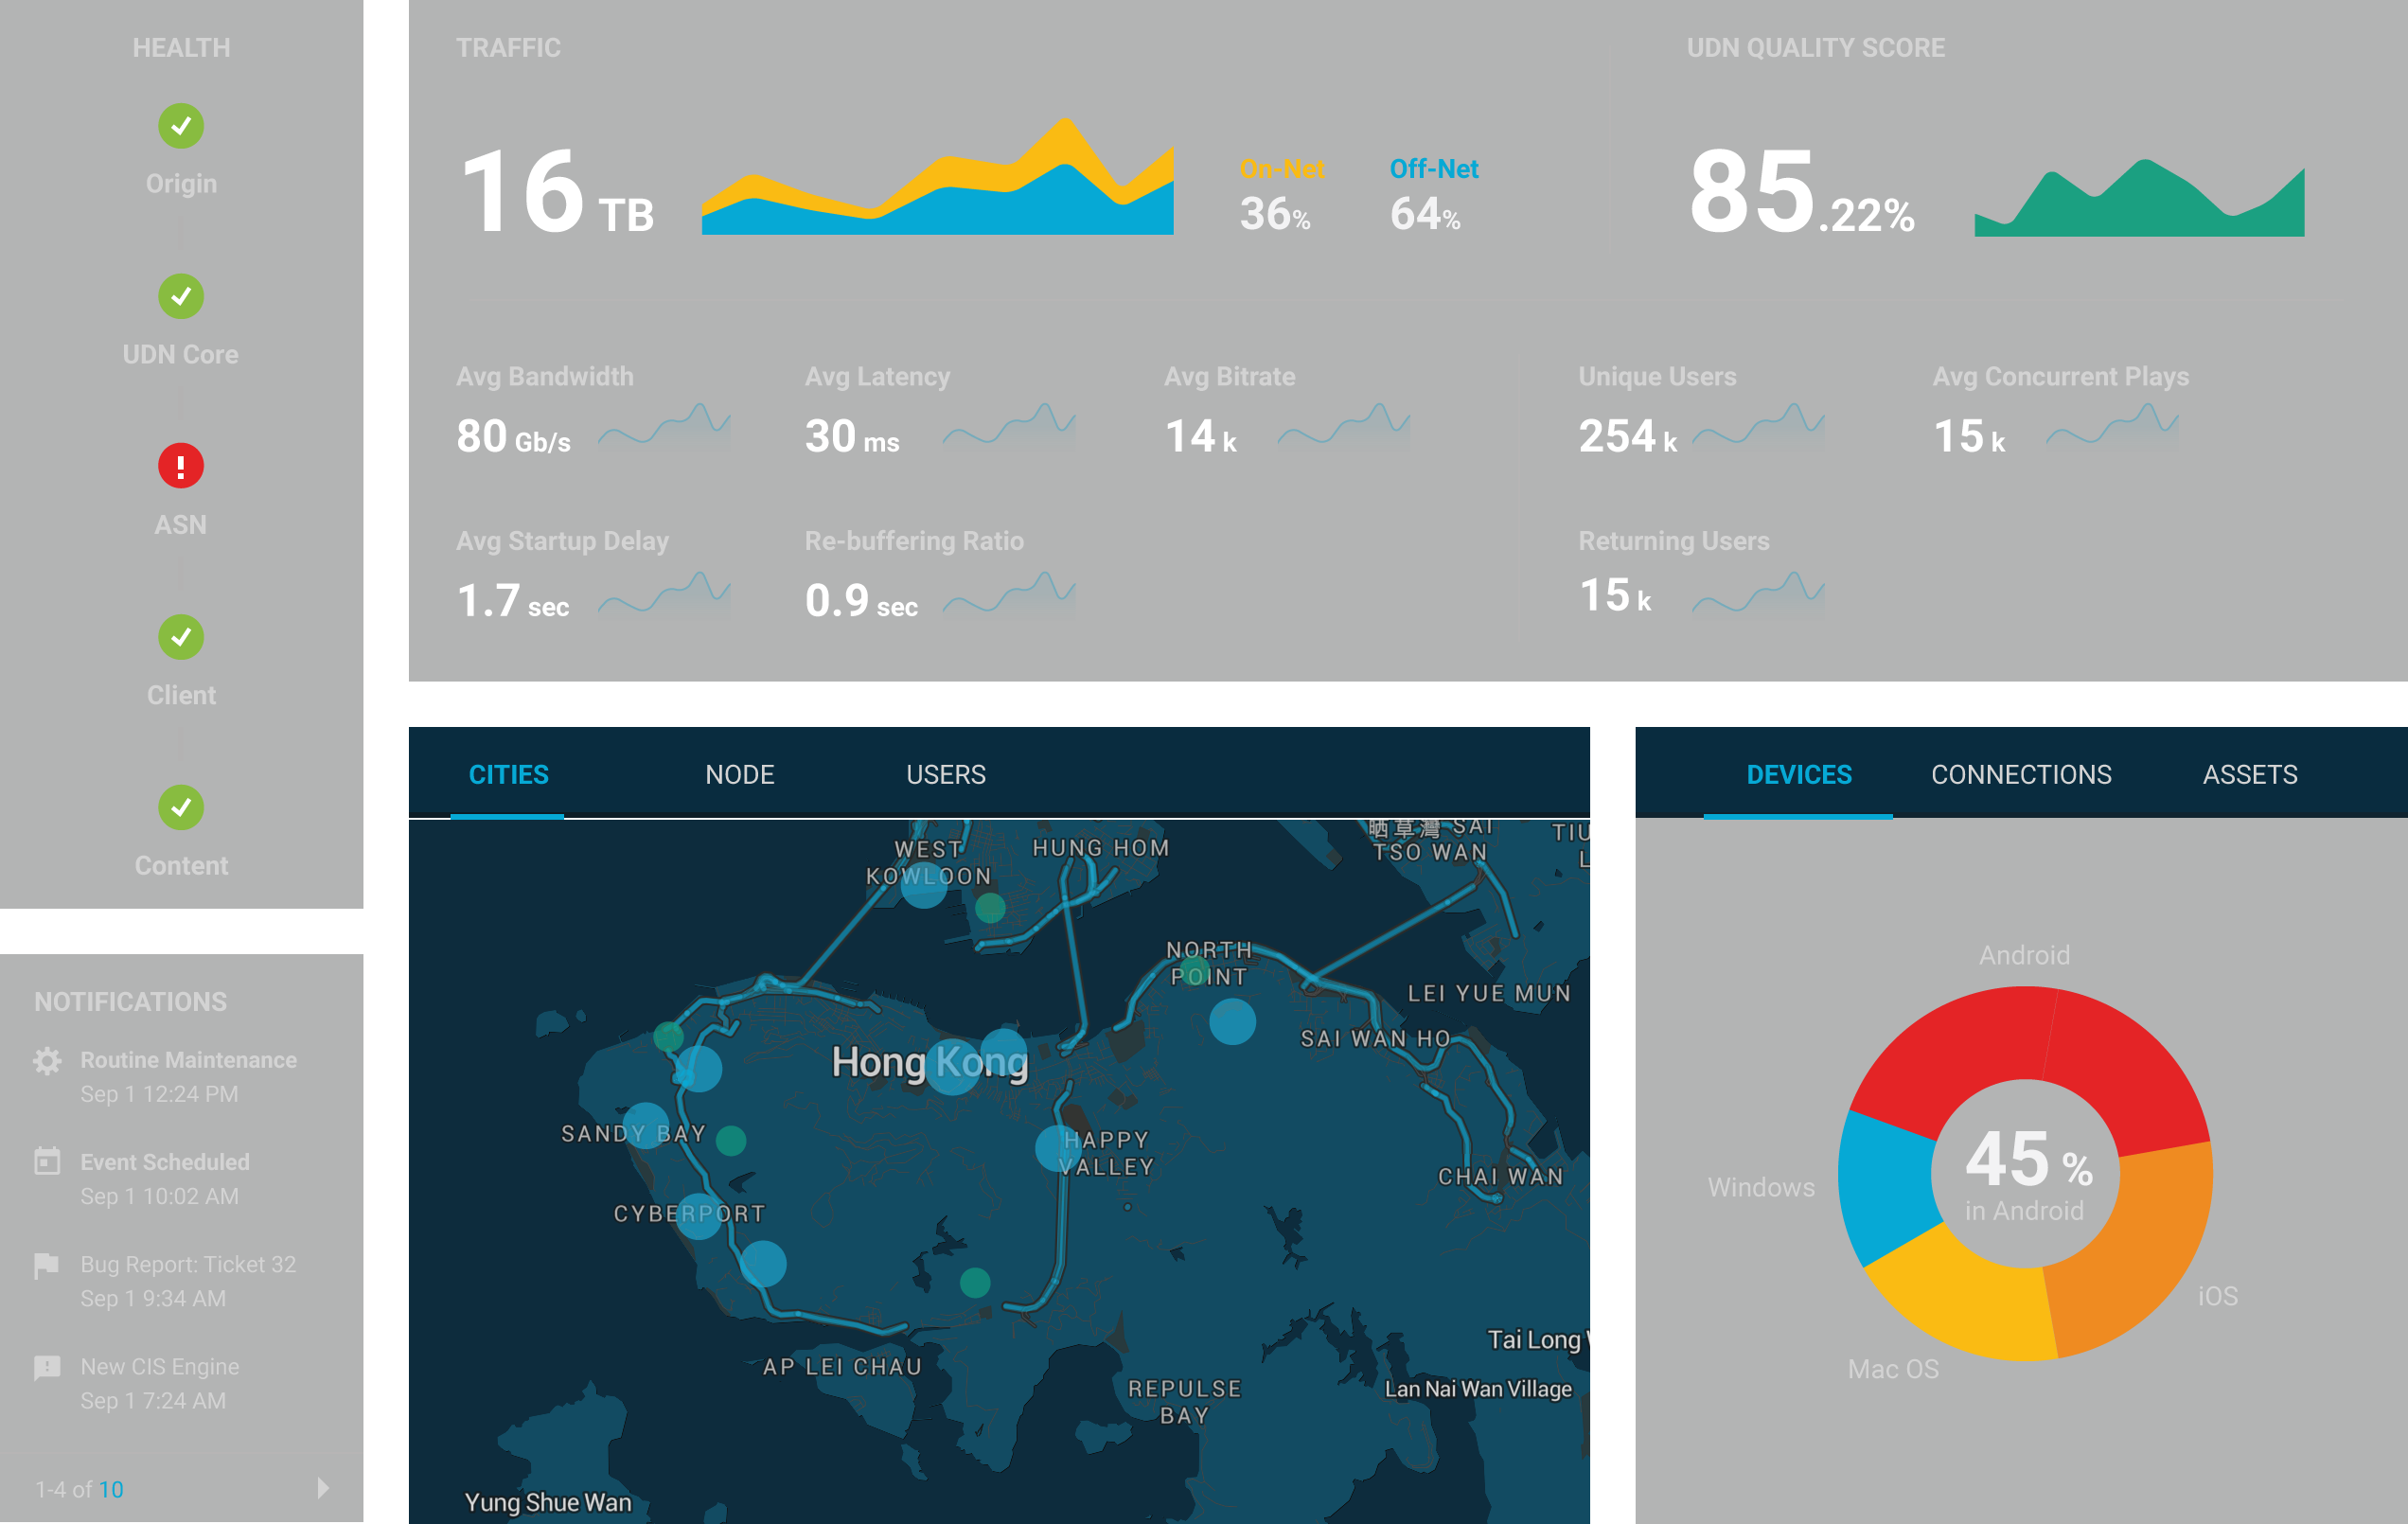 HEALTH
Origin
UDN Core
ASN
Client
Content
NOTIFICATIONS
Routine Maintenance
Sep 1 12:24 PM
Event Scheduled
Sep 1 10:02 AM
Bug Report: Ticket 32
Sep 1 9:34 AM
New CIS Engine
Sep 1 7:24 AM
1-4 of 10
TRAFFIC
16 TB
On-Net
36%
Off-Net
64%
UDN QUALITY SCORE
85.22%
Avg Bandwidth
80 Gb/s
Avg Latency
30 ms
Avg Bitrate
14 k
Unique Users
254 k
Avg Concurrent Plays
15 k
Avg Startup Delay
1.7 sec
Re-buffering Ratio
0.9 sec
Returning Users
15 k
CITIES NODE USERS
WEST
KOWLOON
HUNG HOM
晒草灣 SAI
TSO WAN
TIU
L
NORTH
POINT
LEI YUE MUN
SAI WAN HO
Hong Kong
SANDY BAY
HAPPY
VALLEY
CHAI WAN
CYBERPORT
Tai Long
AP LEI CHAU
REPULSE
BAY
Lan Nai Wan Village
Yung Shue Wan
DEVICES CONNECTIONS ASSETS
Android
Windows
45 %
in Android
iOS
Mac OS